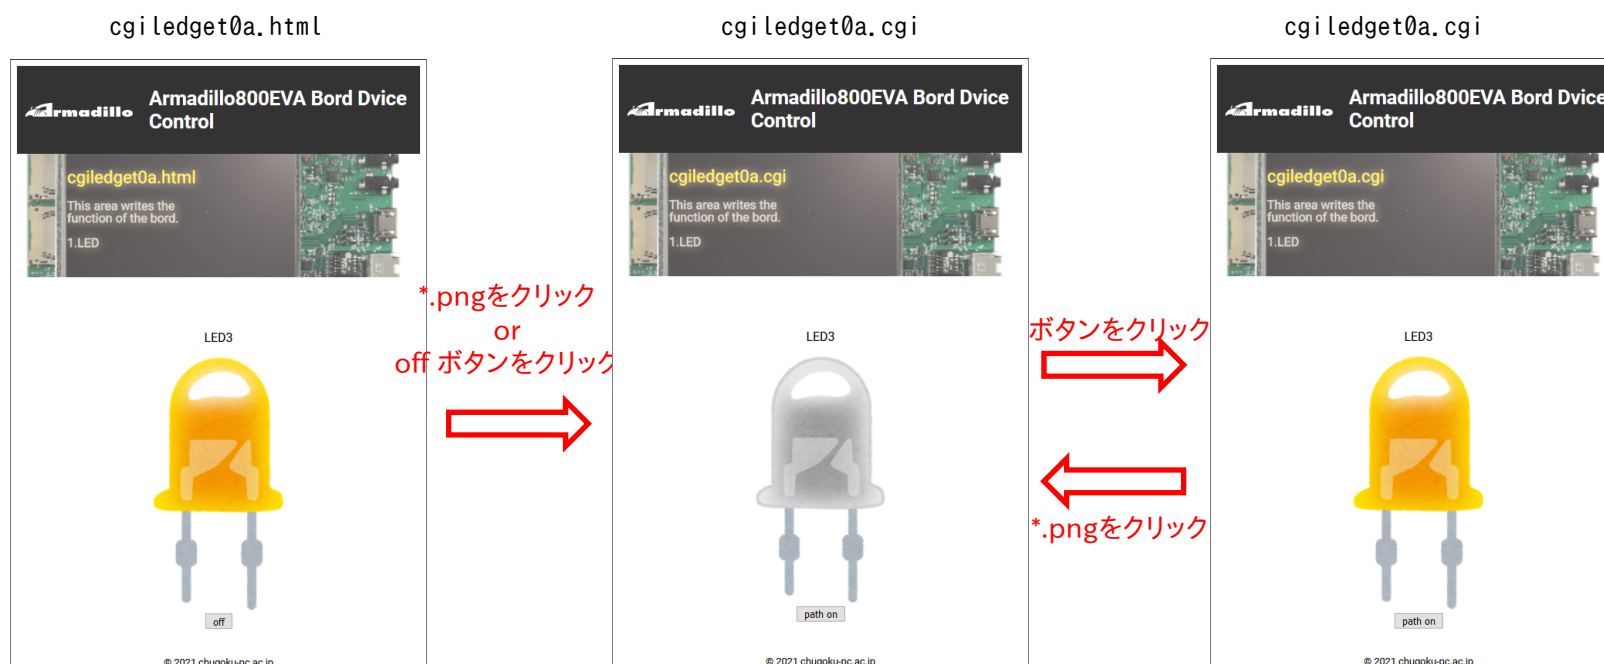 cgiledget0a.html
cgiledget0a.cgi
cgiledget0a.cgi
Armadillo
Armadillo800EVA Bord Dvice
Control
cgiledget0a.html
This area writes the
function of the bord.
1.LED
LED3
off
© 2021 chugoku-pc.ac.jp
*.pngをクリック
or
off ボタンをクリック
Armadillo
Armadillo800EVA Bord Dvice
Control
cgiledget0a.cgi
This area writes the
function of the bord.
1.LED
LED3
path on
© 2021 chugoku-pc.ac.jp
ボタンをクリック
*.pngをクリック
Armadillo
Armadillo800EVA Bord Dvice
Control
cgiledget0a.cgi
This area writes the
function of the bord.
1.LED
LED3
path on
© 2021 chugoku-pc.ac.jp